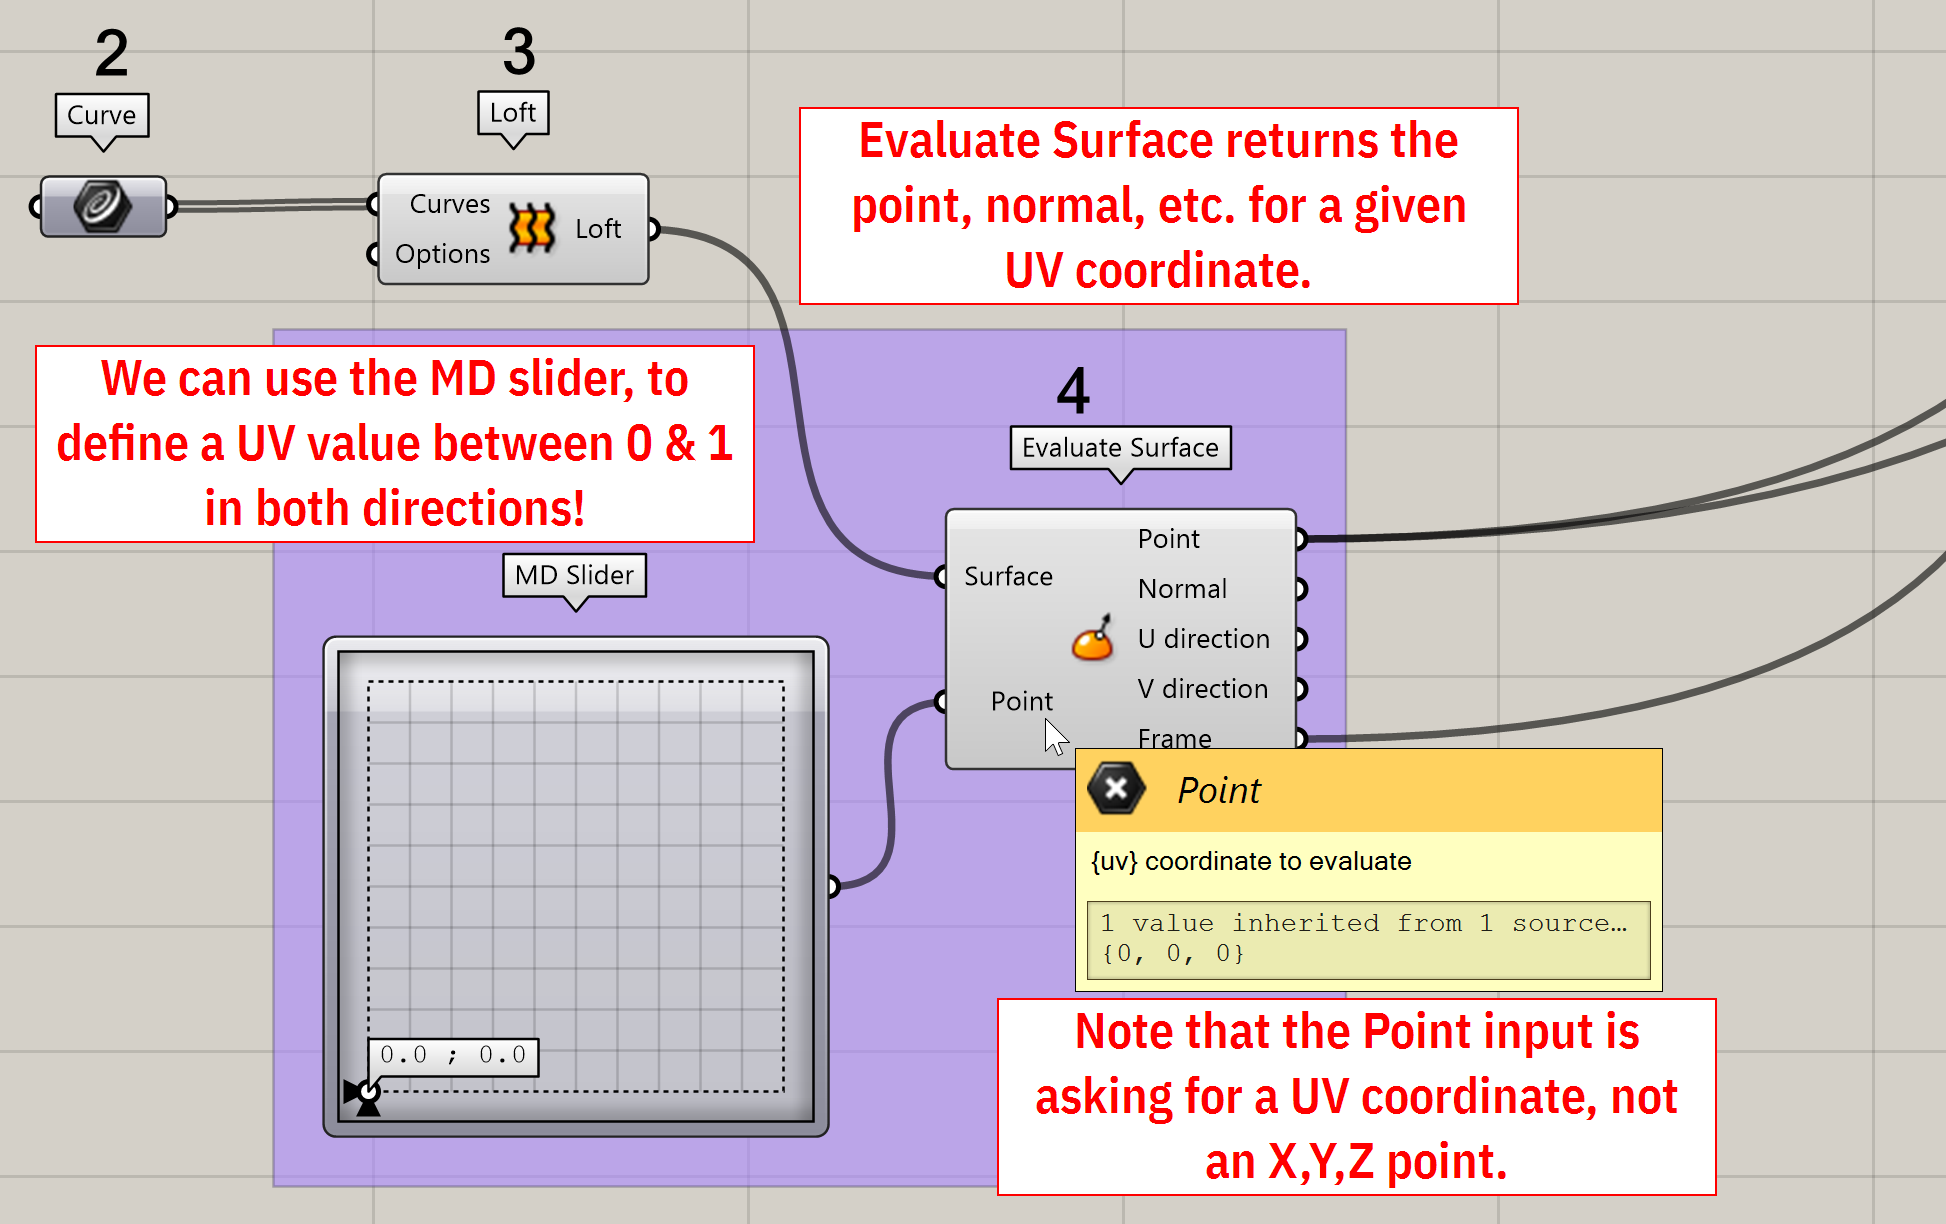 2
3
Curve
Loft
Curves
Options
Loft
Evaluate Surface returns the
point, normal, etc. for a given
UV coordinate.
We can use the MD slider, to
define a UV value between 0 & 1
in both directions!
4
Evaluate Surface
MD Slider
Surface
Point
Point
Normal
U direction
V direction
Frame
0.0 ; 0.0
Point
{uv} coordinate to evaluate
1 value inherited from 1 source…
{0, 0, 0}
Note that the Point input is
asking for a UV coordinate, not
an X,Y,Z point.